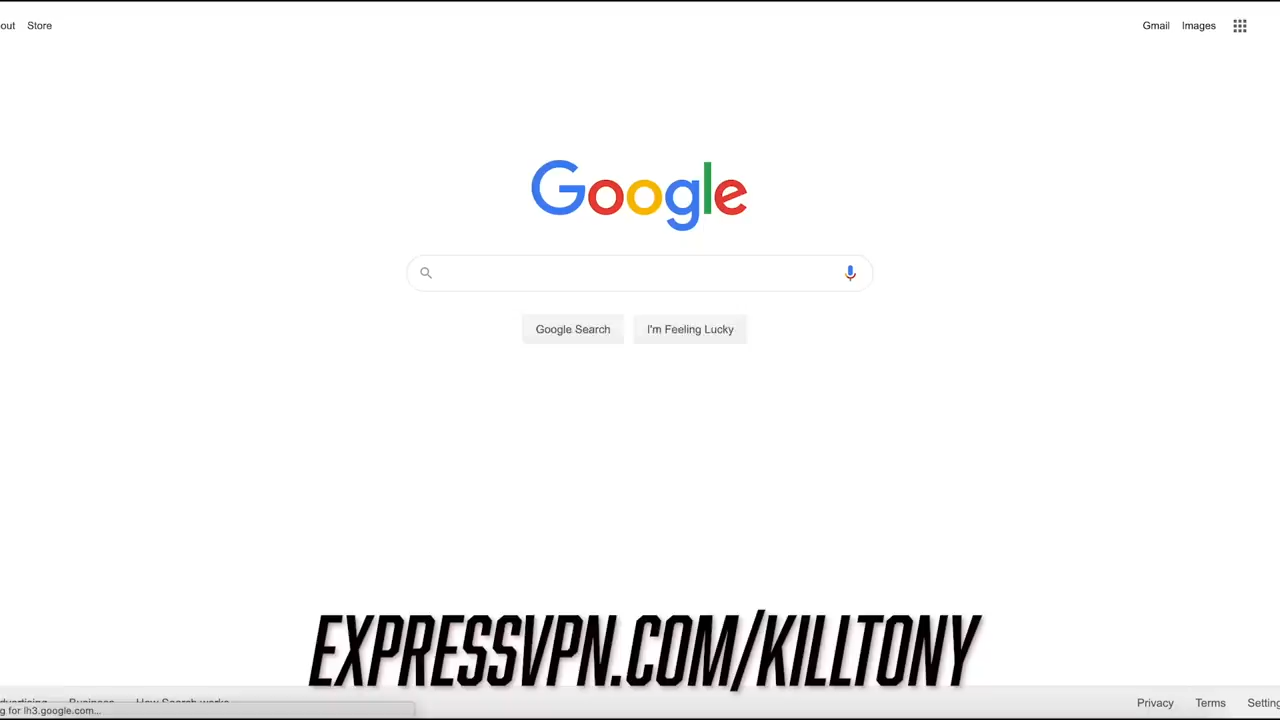 out Store
Gmail Images
Google
Google Search I'm Feeling Lucky
EXPRESSVPN.COM/KILLTONY
dvertising Business How Search works
g for lh3.google.com...
Privacy Terms Setting